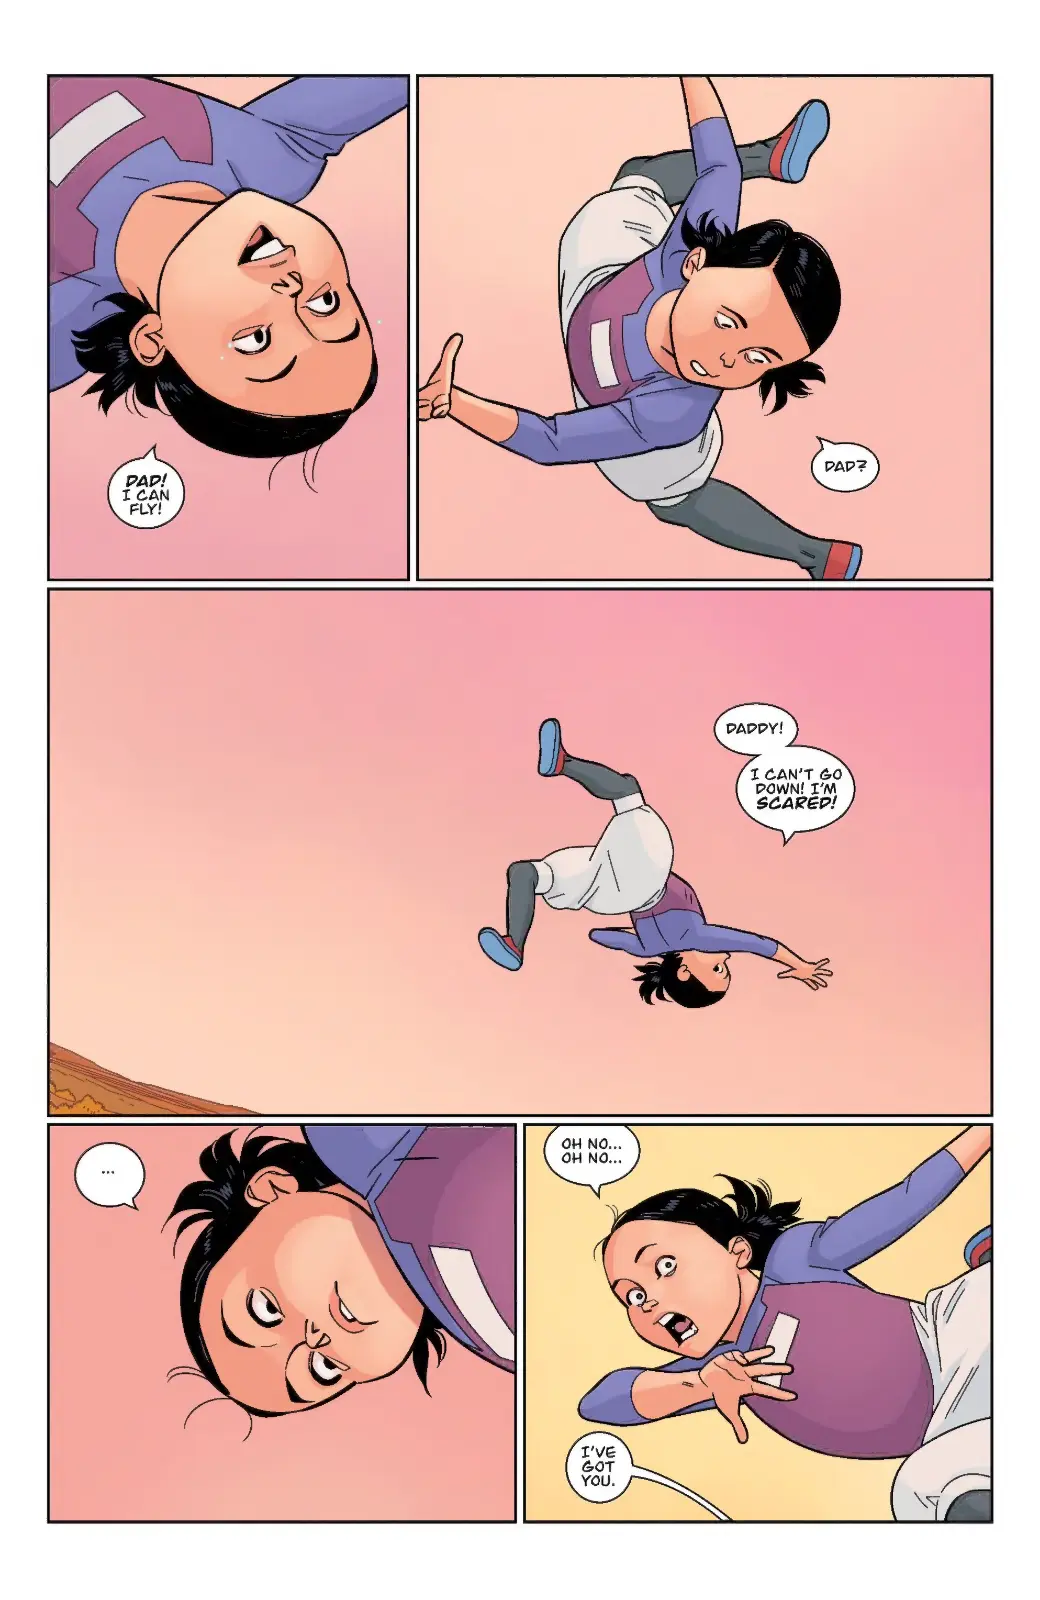 DAD!
I CAN
FLY!
DAD?
DADDY!
I CAN'T GO
DOWN! I'M
SCARED!
...
OH NO...
OH NO...
I'VE
GOT
YOU.